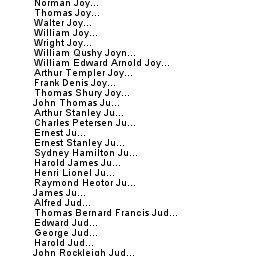 Norman Joy...
Thomas Joy...
Walter Joy...
William Joy...
Wright Joy...
William Qushy Joyn...
William Edward Arnold Joy...
Arthur Templer Joy...
Frank Denis Joy...
Thomas Shury Joy...
John Thomas Ju...
Arthur Stanley Ju...
Charles Petersen Ju...
Ernest Ju...
Ernest Stanley Ju...
Sydney Hamilton Ju...
Harold James Ju...
Henri Lionel Ju...
Raymond Heotor Ju...
James Ju...
Alfred Jud...
Thomas Bernard Francis Jud...
Edward Jud...
George Jud...
Harold Jud...
John Rockleigh Jud...